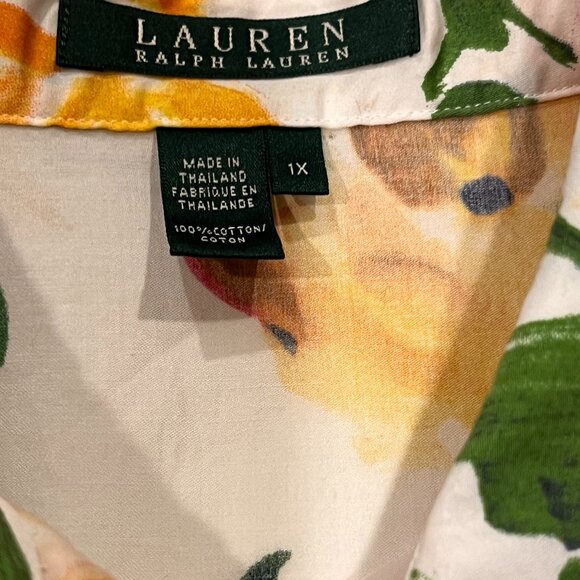 LAUREN
RALPH LAUREN
MADE IN
THAILAND
FABRIQUE EN
THAILANDE
100%COTTON/
COTON
1X